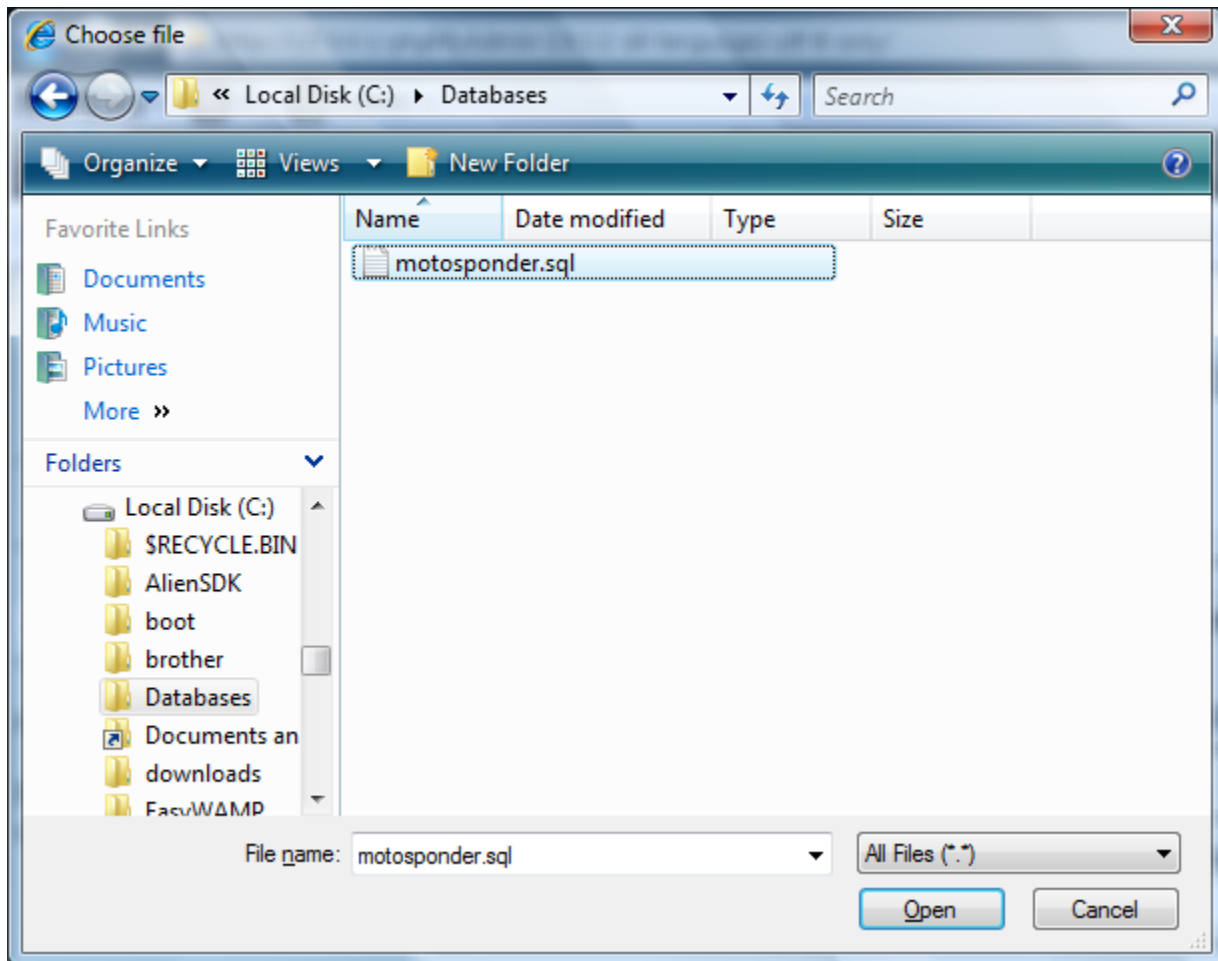 Choose file
« Local Disk (C:) ▸ Databases
Search
Organize
Views
New Folder
Favorite Links
Documents
Music
Pictures
More »
Folders
Local Disk (C:)
$RECYCLE.BIN
AlienSDK
boot
brother
Databases
Documents an
downloads
EasyWAMP
Name Date modified Type Size
motosponder.sql
File name: motosponder.sql
All Files (*.*)
Open Cancel